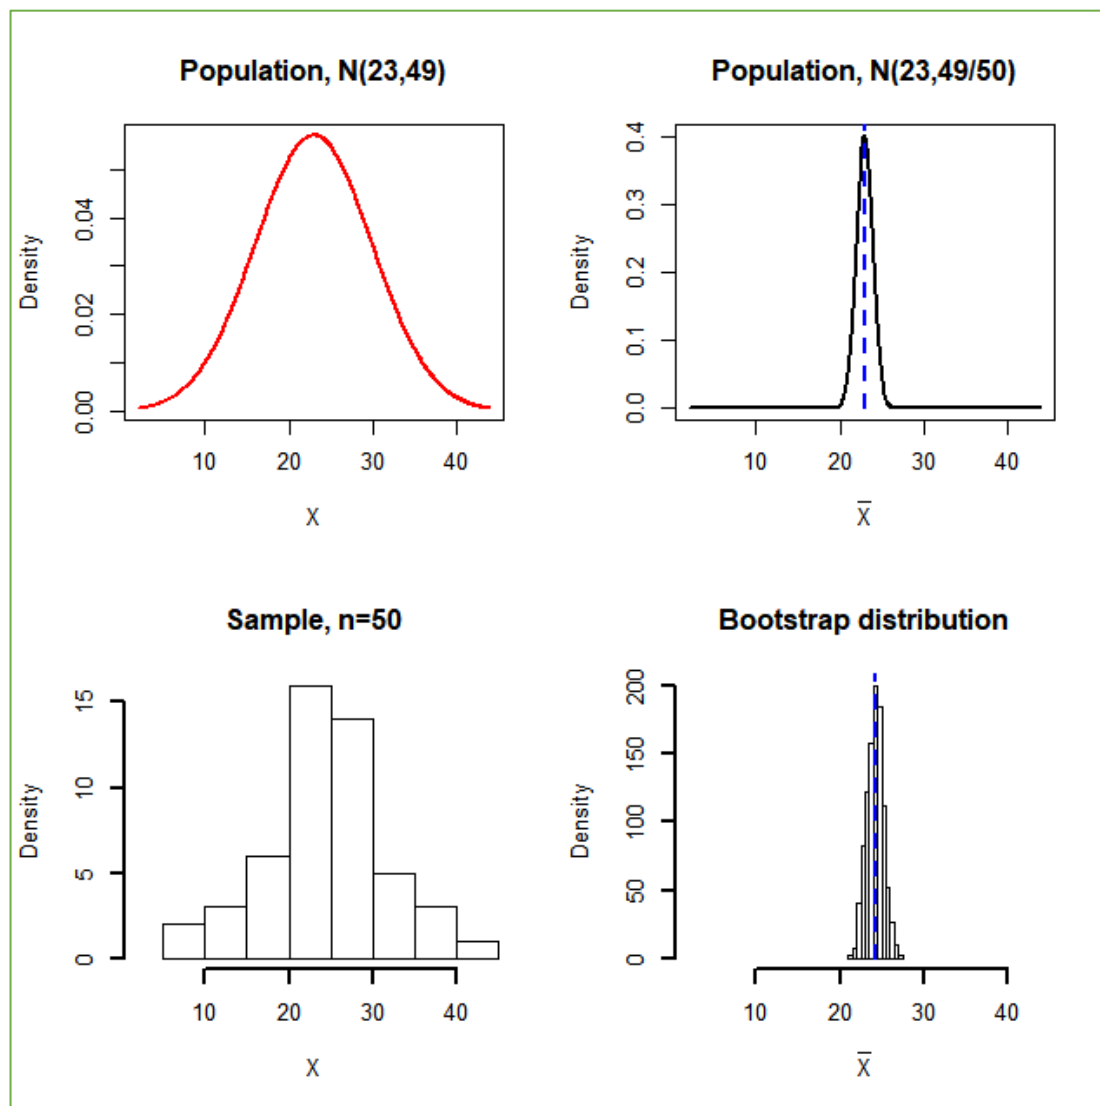 Population, N(23,49)
Density
0.00
0.02
0.04
10 20 30 40
X
Population, N(23,49/50)
Density
0.0
0.1
0.2
0.3
0.4
10 20 30 40
X̅
Sample, n=50
Density
0
5
10
15
10 20 30 40
X
Bootstrap distribution
Density
0
50
100
150
200
10 20 30 40
X̅